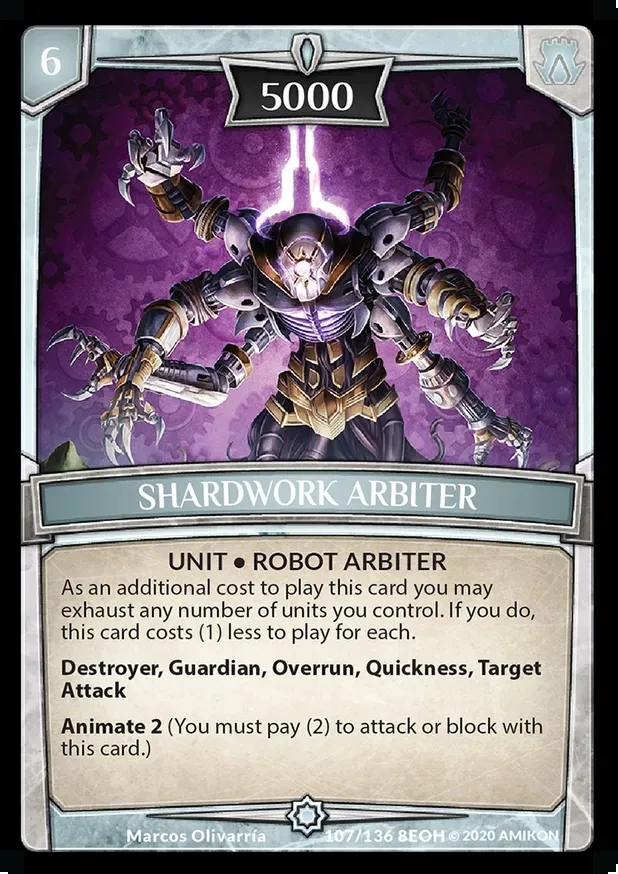 6
5000
SHARDWORK ARBITER
UNIT • ROBOT ARBITER
As an additional cost to play this card you may
exhaust any number of units you control. If you do,
this card costs (1) less to play for each.
Destroyer, Guardian, Overrun, Quickness, Target
Attack
Animate 2 (You must pay (2) to attack or block with
this card.)
Marcos Olivarría 107/136 8EOH © 2020 AMIKON